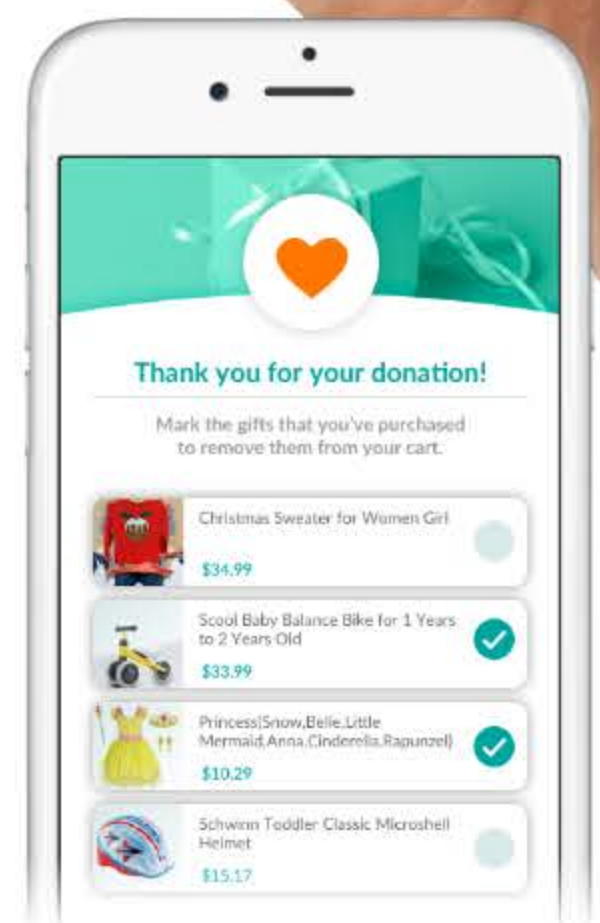 Thank you for your donation!
Mark the gifts that you've purchased
to remove them from your cart.
Christmas Sweater for Women Girl
$34.99
Scool Baby Balance Bike for 1 Years
to 2 Years Old
$33.99
Princess(Snow,Belle,Little
Mermaid,Anna,Cinderella,Rapunzel)
$10.29
Schwinn Toddler Classic Microshell
Helmet
$15.17